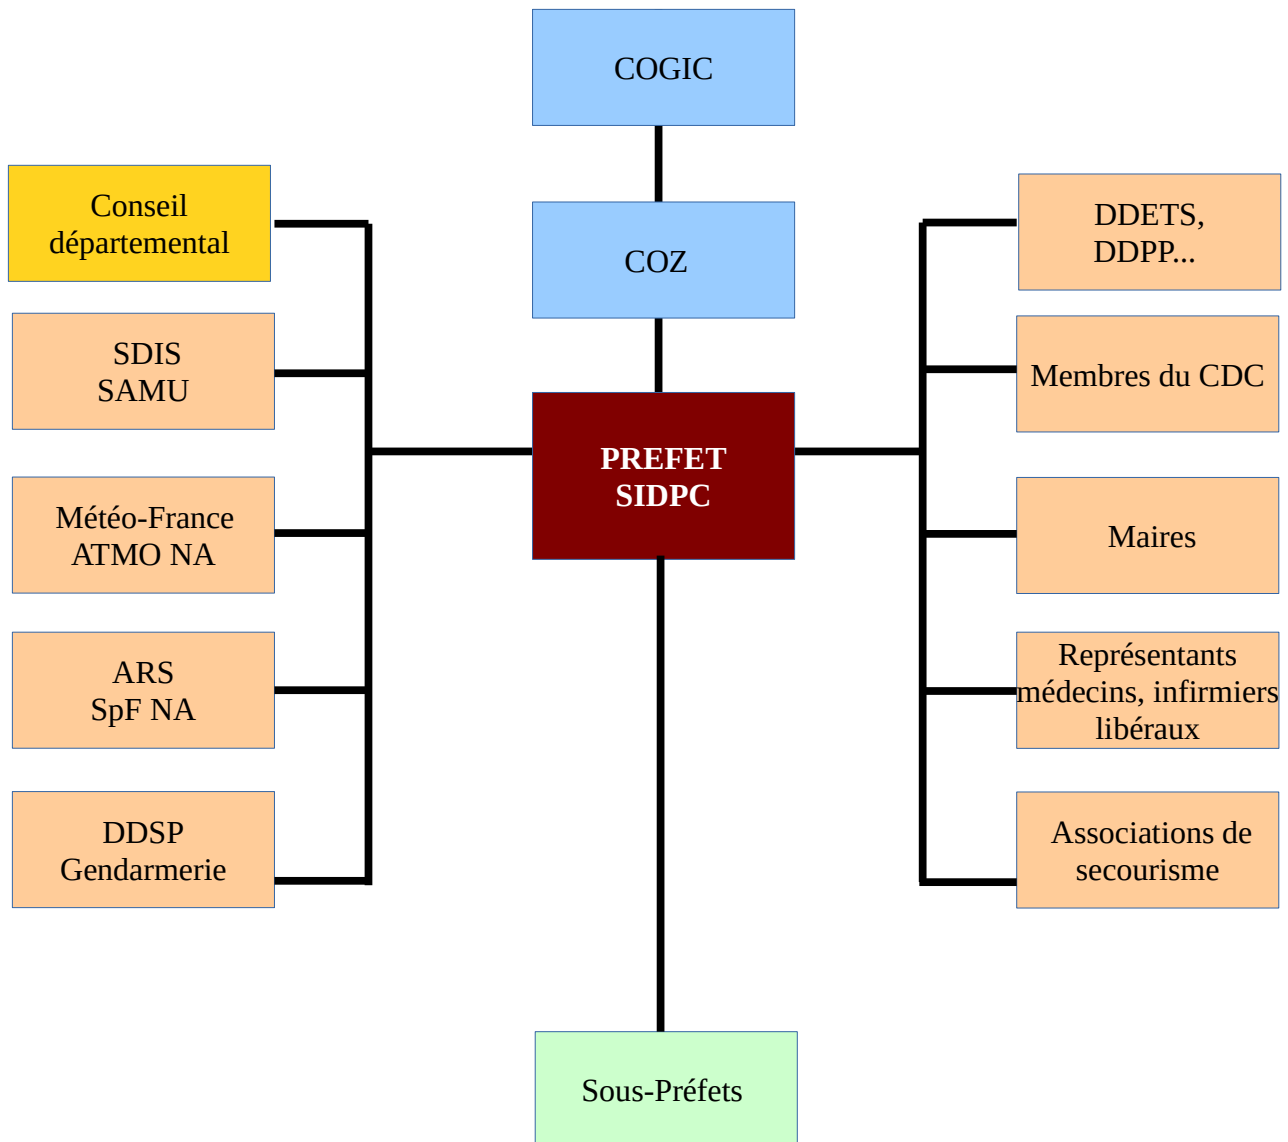 COGIC
COZ
PREFET
SIDPC
Conseil
départemental
SDIS
SAMU
Météo-France
ATMO NA
ARS
SpF NA
DDSP
Gendarmerie
DDETS,
DDPP...
Membres du CDC
Maires
Représentants
médecins, infirmiers
libéraux
Associations de
secourisme
Sous-Préfets